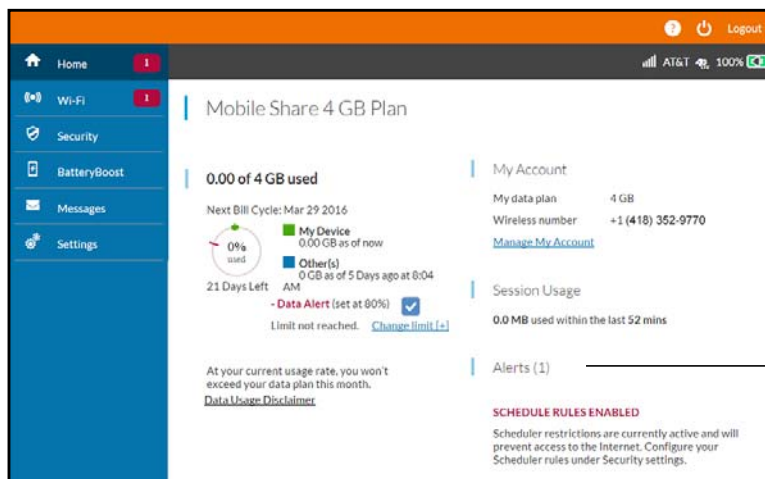 ? Logout
Home 1
AT&T 4G 100%
Wi-Fi 1
Security
BatteryBoost
Messages
Settings
Mobile Share 4 GB Plan
0.00 of 4 GB used
Next Bill Cycle: Mar 29 2016
0%
used
21 Days Left
My Device
0.00 GB as of now
Other(s)
0 GB as of 5 Days ago at 8:04
AM
- Data Alert (set at 80%)
Limit not reached. Change limit [+]
At your current usage rate, you won't
exceed your data plan this month.
Data Usage Disclaimer
My Account
My data plan 4 GB
Wireless number +1 (418) 352-9770
Manage My Account
Session Usage
0.0 MB used within the last 52 mins
Alerts (1)
SCHEDULE RULES ENABLED
Scheduler restrictions are currently active and will
prevent access to the Internet. Configure your
Scheduler rules under Security settings.